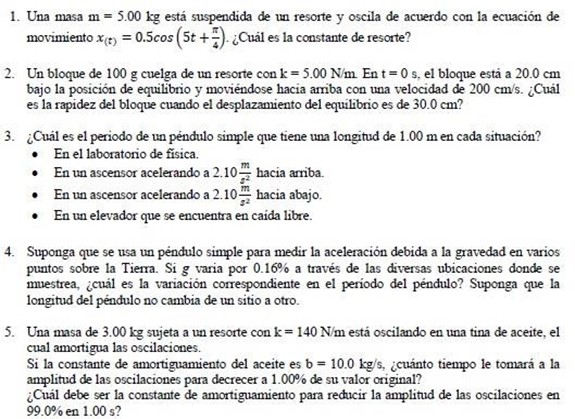 1. Una masa m = 5.00 kg está suspendida de un resorte y oscila de acuerdo con la ecuación de
movimiento x(t) = 0.5cos (5t + π/4). ¿Cuál es la constante de resorte?
2. Un bloque de 100 g cuelga de un resorte con k = 5.00 N/m. En t = 0 s, el bloque está a 20.0 cm
bajo la posición de equilibrio y moviéndose hacia arriba con una velocidad de 200 cm/s. ¿Cuál
es la rapidez del bloque cuando el desplazamiento del equilibrio es de 30.0 cm?
3. ¿Cuál es el periodo de un péndulo simple que tiene una longitud de 1.00 m en cada situación?
• En el laboratorio de física.
• En un ascensor acelerando a 2.10 m/s² hacia arriba.
• En un ascensor acelerando a 2.10 m/s² hacia abajo.
• En un elevador que se encuentra en caída libre.
4. Suponga que se usa un péndulo simple para medir la aceleración debida a la gravedad en varios
puntos sobre la Tierra. Si g varia por 0.16% a través de las diversas ubicaciones donde se
muestrea, ¿cuál es la variación correspondiente en el período del péndulo? Suponga que la
longitud del péndulo no cambia de un sitio a otro.
5. Una masa de 3.00 kg sujeta a un resorte con k = 140 N/m está oscilando en una tina de aceite, el
cual amortigua las oscilaciones.
Si la constante de amortiguamiento del aceite es b = 10.0 kg/s, ¿cuánto tiempo le tomará a la
amplitud de las oscilaciones para decrecer a 1.00% de su valor original?
¿Cuál debe ser la constante de amortiguamiento para reducir la amplitud de las oscilaciones en
99.0% en 1.00 s?